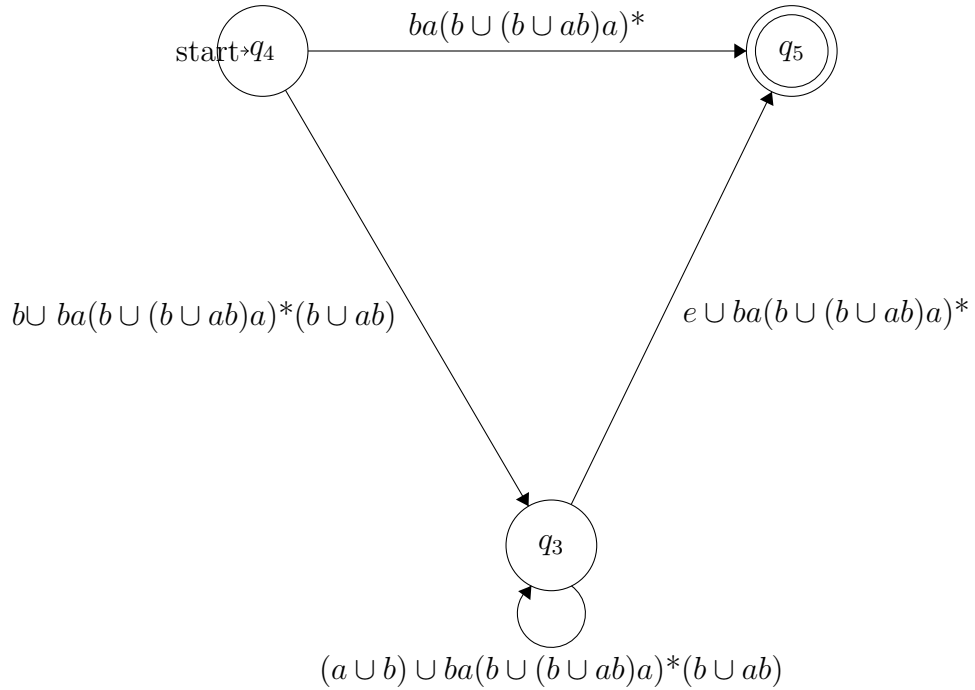 ba(b ∪ (b ∪ ab)a)*
start q₄
q₅
b∪ ba(b ∪ (b ∪ ab)a)*(b ∪ ab)
e ∪ ba(b ∪ (b ∪ ab)a)*
q₃
(a ∪ b) ∪ ba(b ∪ (b ∪ ab)a)*(b ∪ ab)